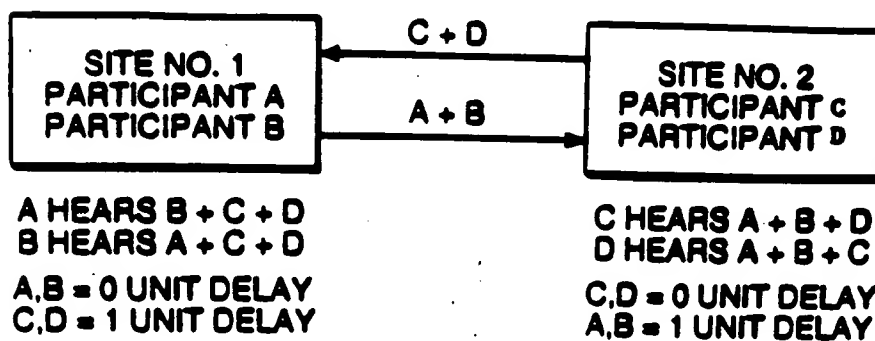 C + D
SITE NO. 1
PARTICIPANT A
PARTICIPANT B
A + B
SITE NO. 2
PARTICIPANT C
PARTICIPANT D
A HEARS B + C + D
B HEARS A + C + D
A,B = 0 UNIT DELAY
C,D = 1 UNIT DELAY
C HEARS A + B + D
D HEARS A + B + C
C,D = 0 UNIT DELAY
A,B = 1 UNIT DELAY